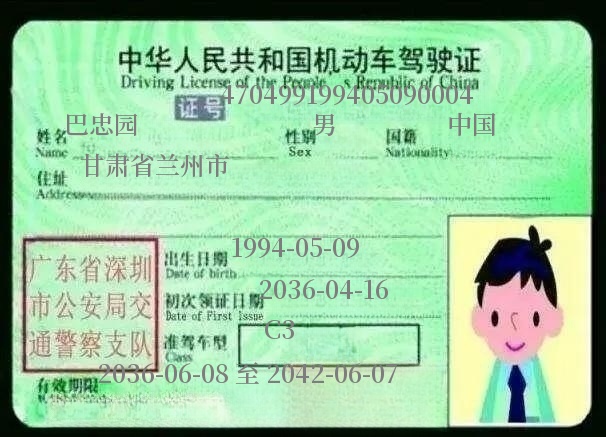 中华人民共和国机动车驾驶证
Driving License of the People's Republic of China
证号 470499199405090004
姓名 巴忠园 性别 男 国籍 中国
Name Sex Nationality
住址 甘肃省兰州市
Address
出生日期 1994-05-09
Date of birth
广东省深圳
市公安局交
通警察支队
初次领证日期 2036-04-16
Date of First Issue
准驾车型 C3
Class
有效期限 2036-06-08 至 2042-06-07